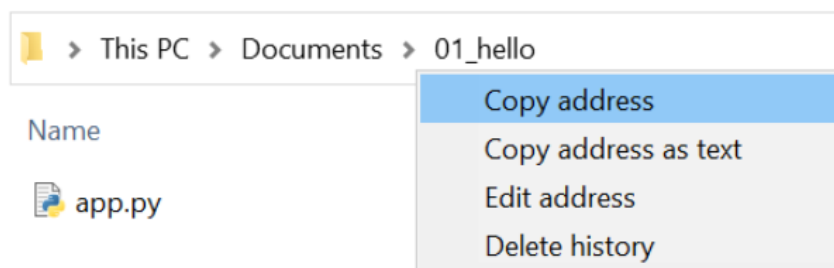 This PC > Documents > 01_hello
Copy address
Name
Copy address as text
app.py
Edit address
Delete history